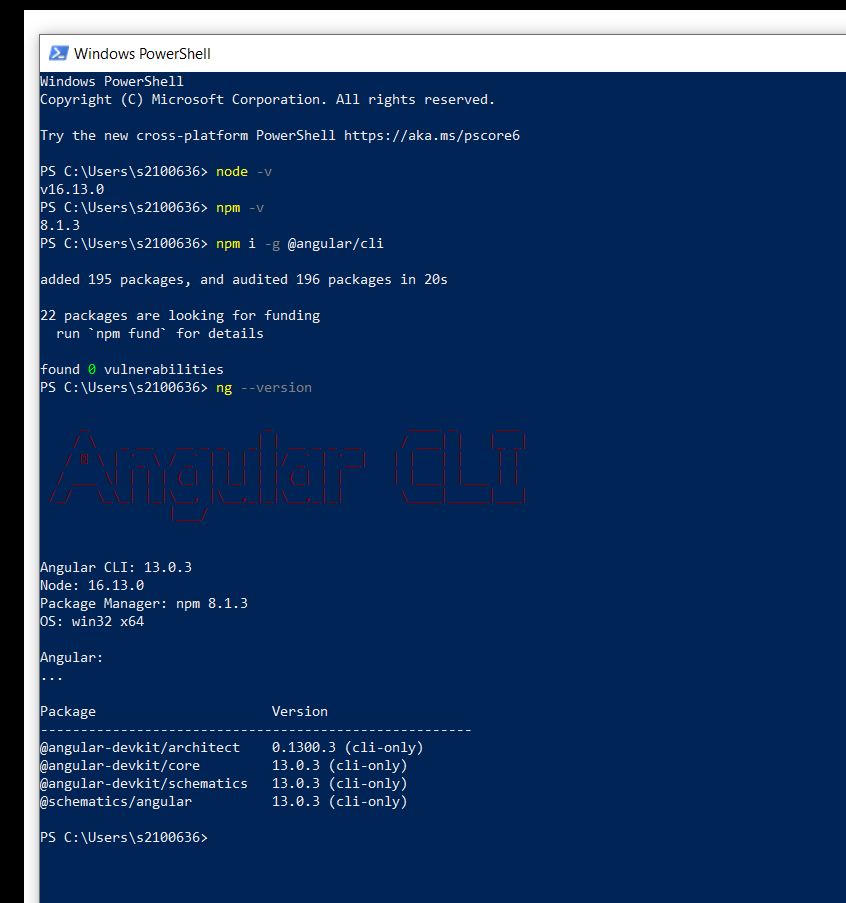 Windows PowerShell
Windows PowerShell
Copyright (C) Microsoft Corporation. All rights reserved.
Try the new cross-platform PowerShell https://aka.ms/pscore6
PS C:\Users\s2100636> node -v
v16.13.0
PS C:\Users\s2100636> npm -v
8.1.3
PS C:\Users\s2100636> npm i -g @angular/cli
added 195 packages, and audited 196 packages in 20s
22 packages are looking for funding
  run `npm fund` for details
found 0 vulnerabilities
PS C:\Users\s2100636> ng --version
Angular CLI
Angular CLI: 13.0.3
Node: 16.13.0
Package Manager: npm 8.1.3
OS: win32 x64
Angular:
...
Package                      Version
------------------------------------------------------
@angular-devkit/architect    0.1300.3 (cli-only)
@angular-devkit/core         13.0.3 (cli-only)
@angular-devkit/schematics   13.0.3 (cli-only)
@schematics/angular          13.0.3 (cli-only)
PS C:\Users\s2100636>